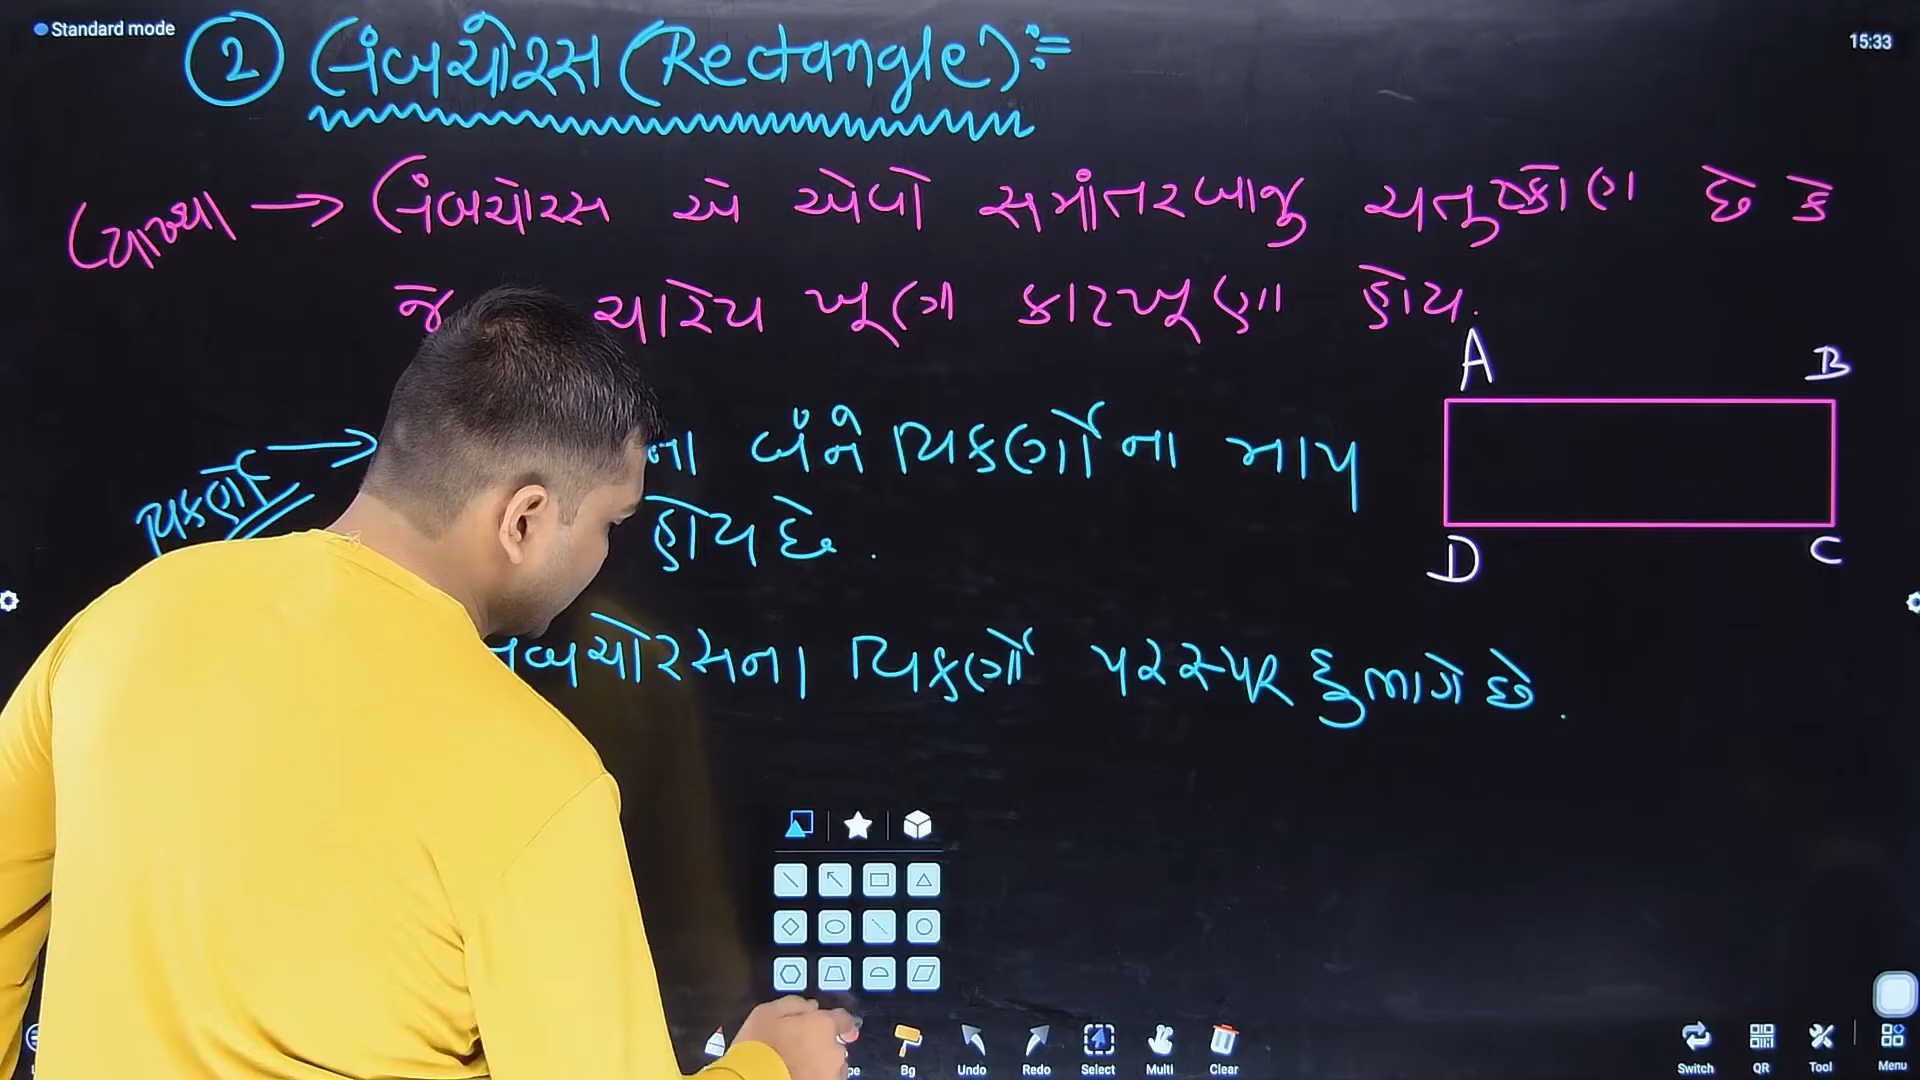 Standard mode
15:33
② લંબચોરસ (Rectangle) :=
વ્યાખ્યા → લંબચોરસ એ એવો સમાંતરબાજુ ચતુષ્કોણ છે કે
ચારેય ખૂણા કાટખૂણા હોય.
A B
વિકર્ણ → ના બંને વિકર્ણોના માપ
હોય છે.
D C
બચોરસના વિકર્ણો પરસ્પર દુભાગે છે.
Bg Undo Redo Select Multi Clear Switch QR Tool Menu